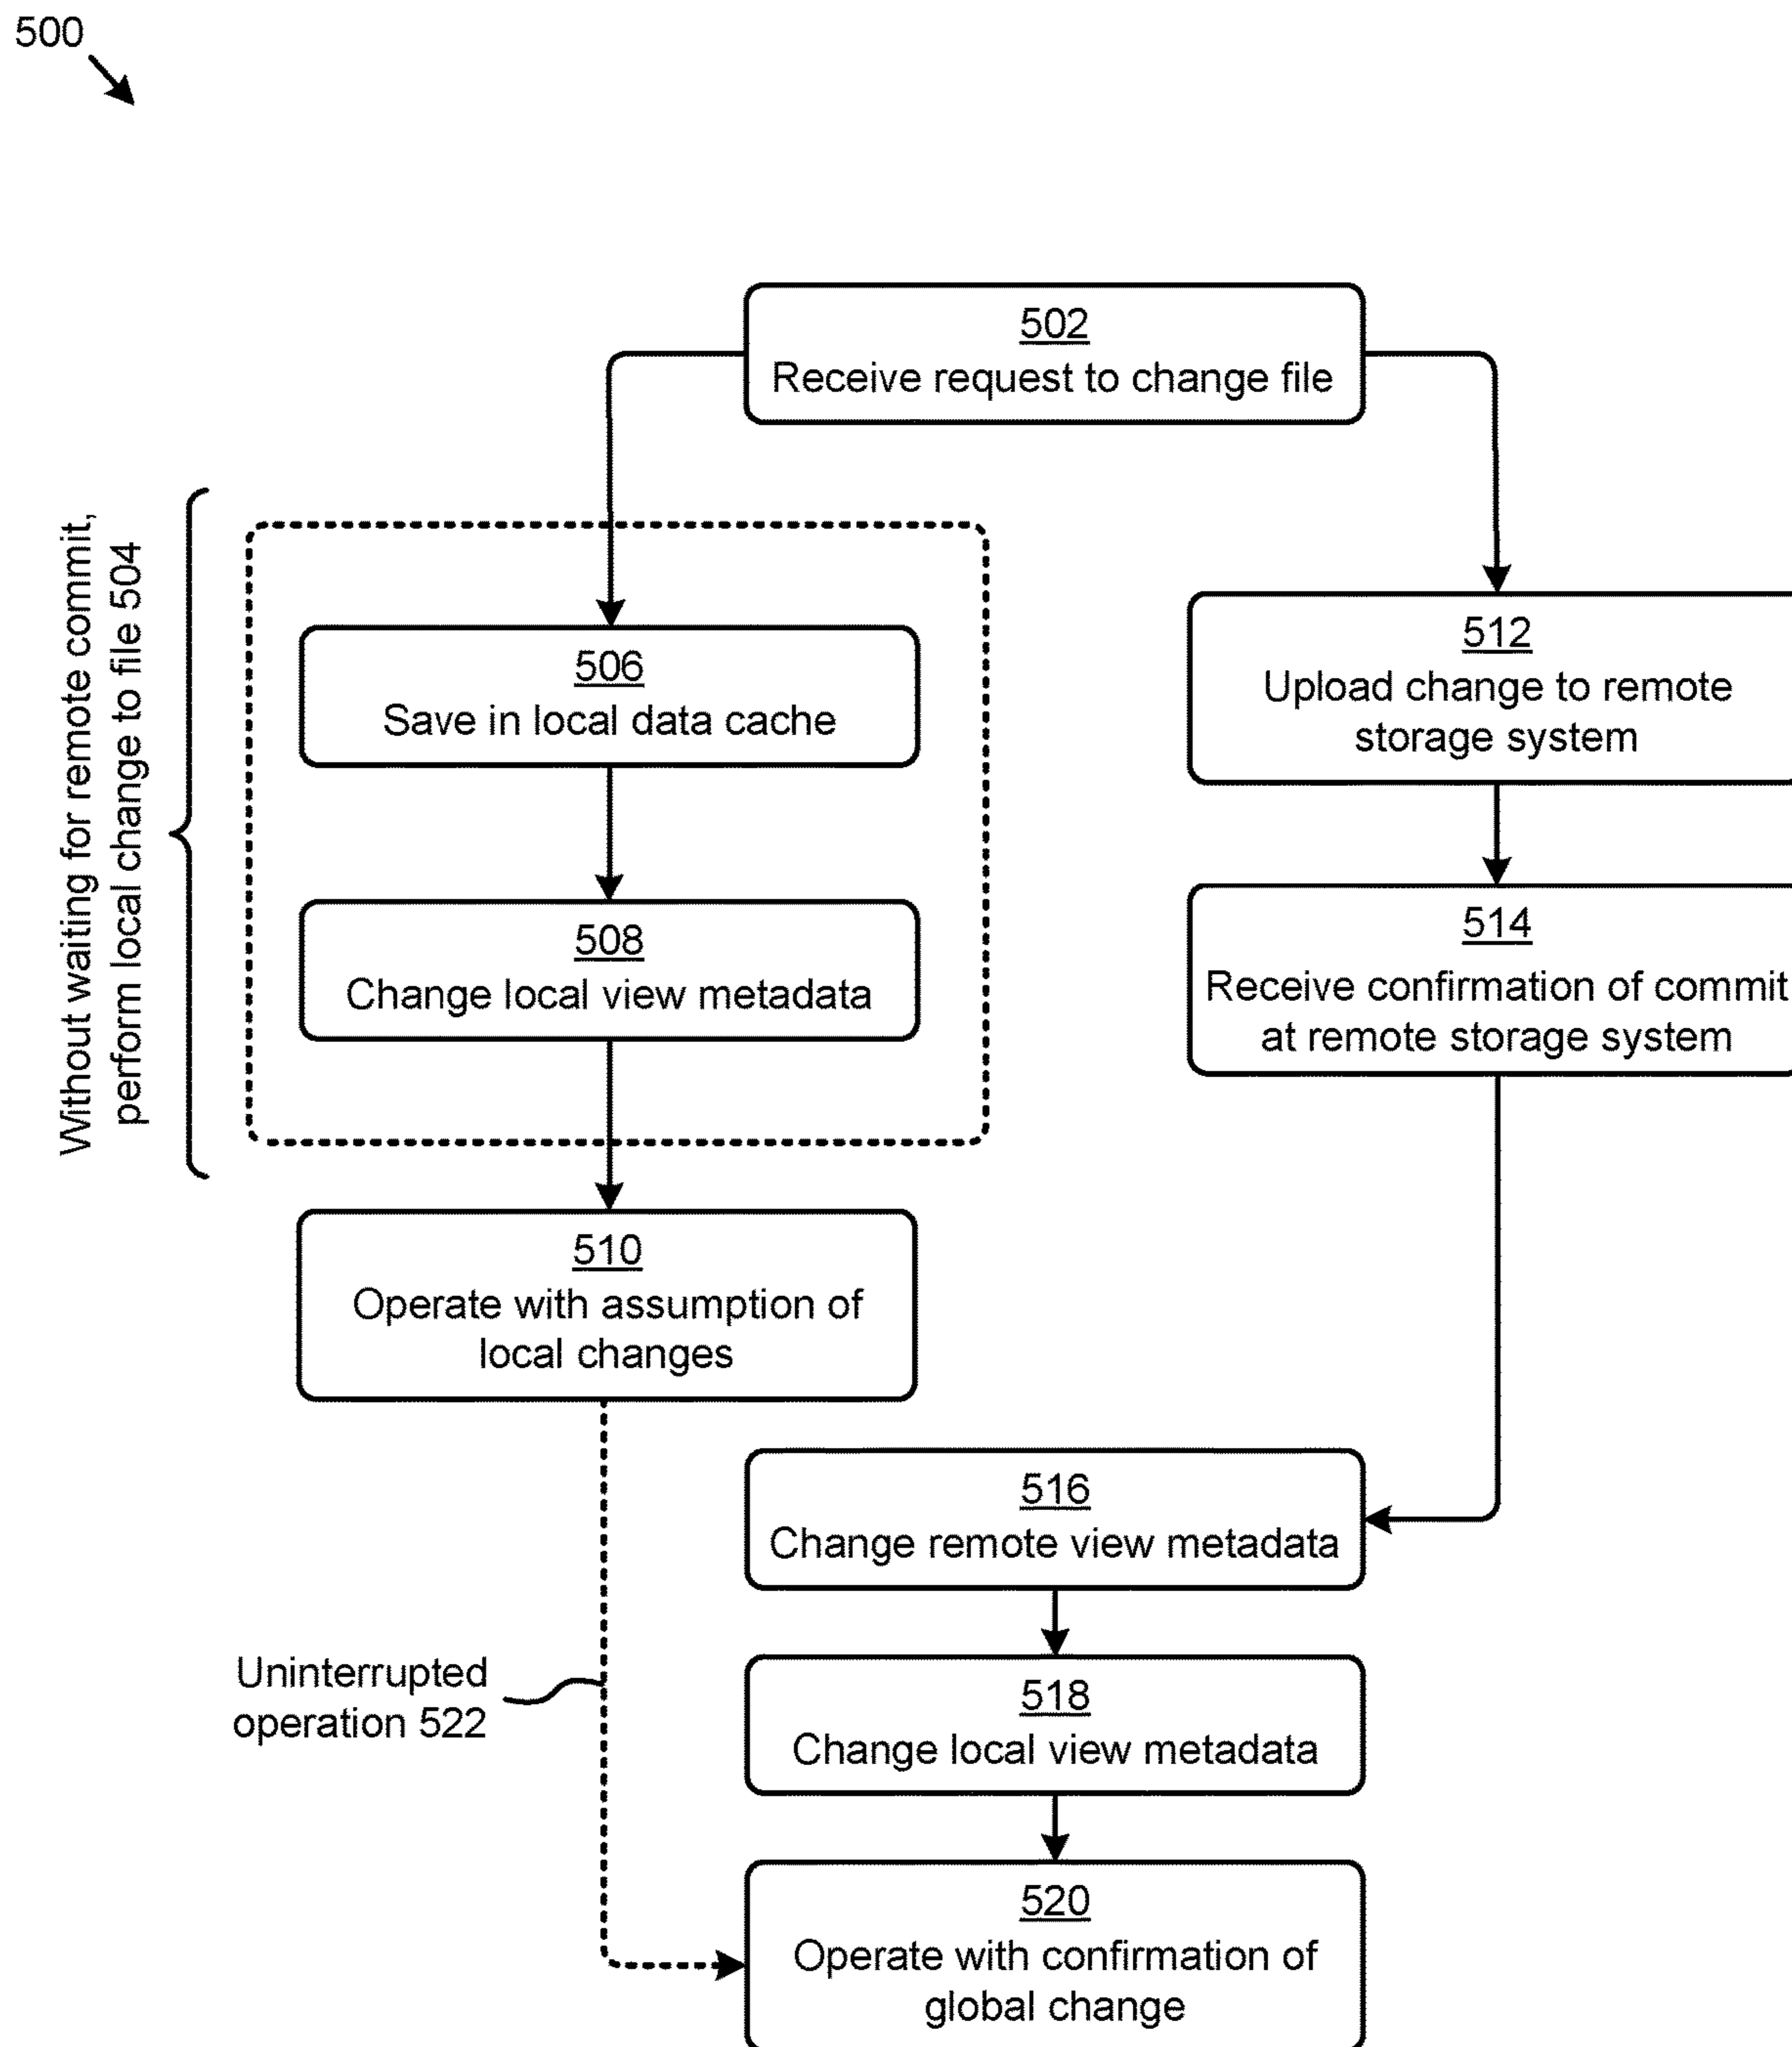 500
502
Receive request to change file
Without waiting for remote commit,
perform local change to file 504
506
Save in local data cache
508
Change local view metadata
510
Operate with assumption of
local changes
512
Upload change to remote
storage system
514
Receive confirmation of commit
at remote storage system
516
Change remote view metadata
518
Change local view metadata
Uninterrupted
operation 522
520
Operate with confirmation of
global change